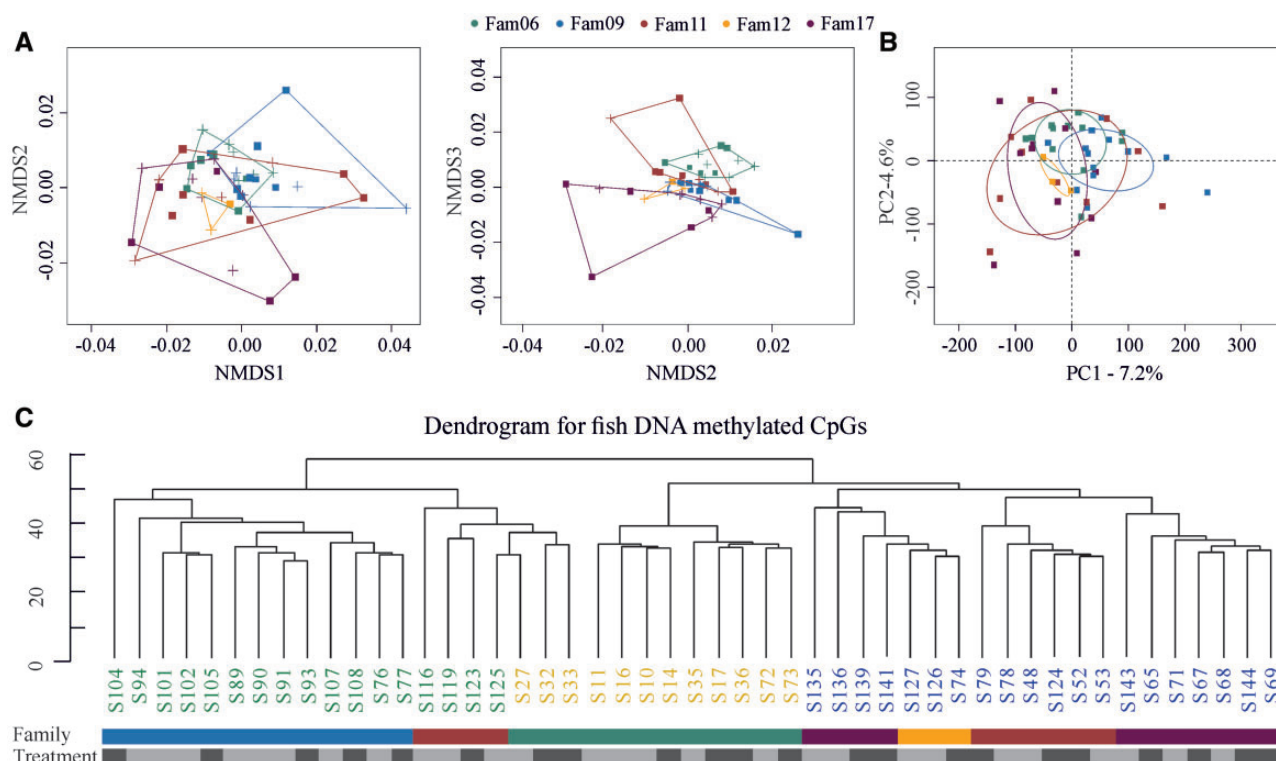 Fam06 Fam09 Fam11 Fam12 Fam17
A
B
0.02
0.00
-0.02
NMDS2
-0.04 -0.02 0.00 0.02 0.04
NMDS1
0.04
0.02
0.00
-0.02
-0.04
NMDS3
-0.04 -0.02 0.00 0.02
NMDS2
100
0
-100
-200
PC2-4.6%
-200 -100 0 100 200 300
PC1 - 7.2%
C
Dendrogram for fish DNA methylated CpGs
60
40
20
0
S104 S94 S101 S102 S105 S89 S90 S91 S93 S107 S108 S76 S77 S116 S119 S123 S125 S27 S32 S33 S11 S16 S10 S14 S35 S17 S36 S72 S73 S135 S136 S139 S141 S127 S126 S74 S79 S78 S48 S124 S52 S53 S143 S65 S71 S67 S68 S144 S69
Family
Treatment